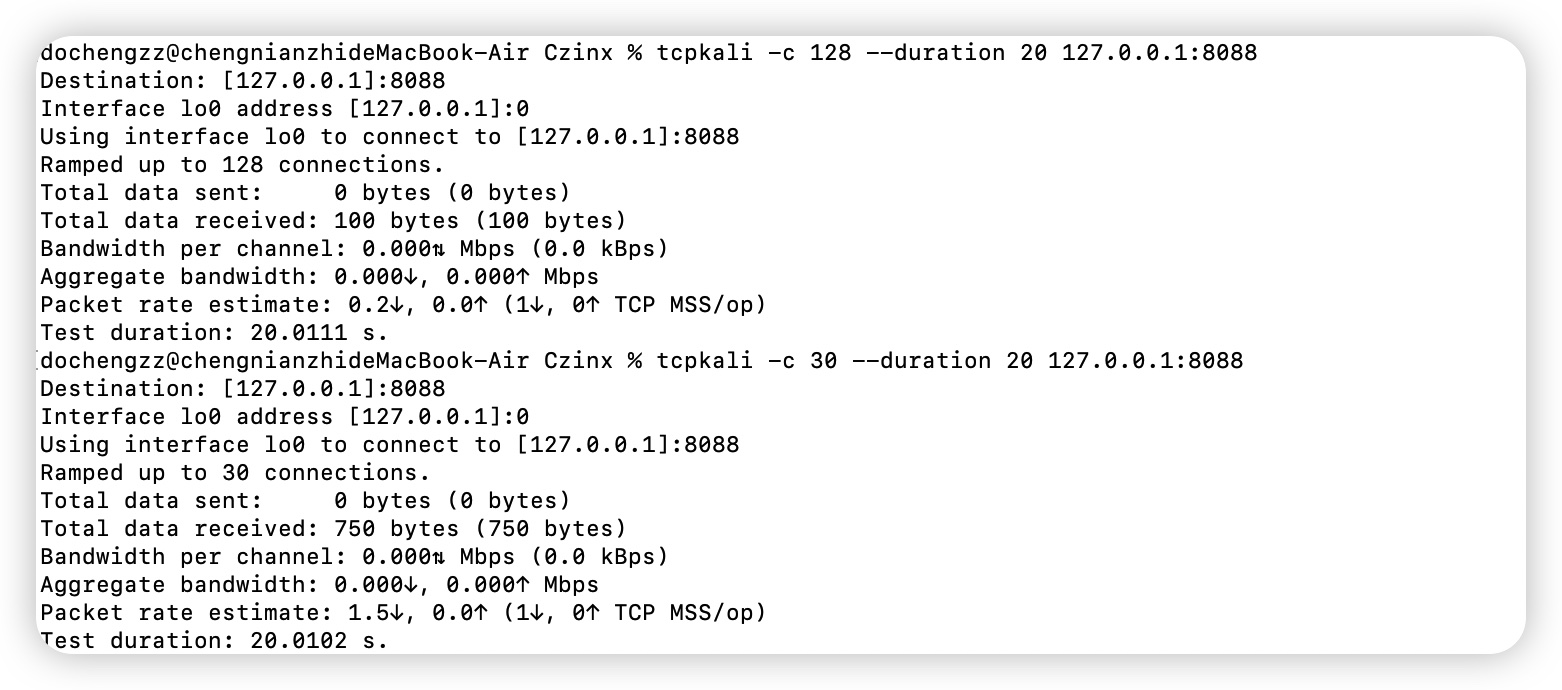 dochengzz@chengnianzhideMacBook-Air Czinx % tcpkali -c 128 --duration 20 127.0.0.1:8088
Destination: [127.0.0.1]:8088
Interface lo0 address [127.0.0.1]:0
Using interface lo0 to connect to [127.0.0.1]:8088
Ramped up to 128 connections.
Total data sent:     0 bytes (0 bytes)
Total data received: 100 bytes (100 bytes)
Bandwidth per channel: 0.000⇅ Mbps (0.0 kBps)
Aggregate bandwidth: 0.000↓, 0.000↑ Mbps
Packet rate estimate: 0.2↓, 0.0↑ (1↓, 0↑ TCP MSS/op)
Test duration: 20.0111 s.
dochengzz@chengnianzhideMacBook-Air Czinx % tcpkali -c 30 --duration 20 127.0.0.1:8088
Destination: [127.0.0.1]:8088
Interface lo0 address [127.0.0.1]:0
Using interface lo0 to connect to [127.0.0.1]:8088
Ramped up to 30 connections.
Total data sent:     0 bytes (0 bytes)
Total data received: 750 bytes (750 bytes)
Bandwidth per channel: 0.000⇅ Mbps (0.0 kBps)
Aggregate bandwidth: 0.000↓, 0.000↑ Mbps
Packet rate estimate: 1.5↓, 0.0↑ (1↓, 0↑ TCP MSS/op)
Test duration: 20.0102 s.